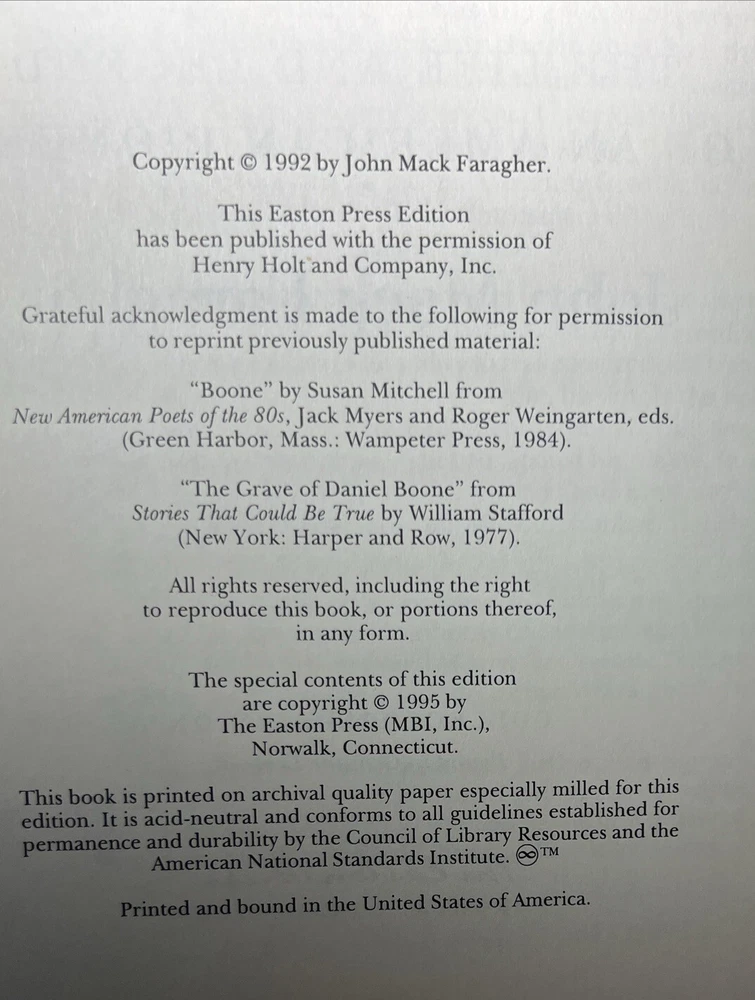 Copyright © 1992 by John Mack Faragher.
This Easton Press Edition
has been published with the permission of
Henry Holt and Company, Inc.
Grateful acknowledgment is made to the following for permission
to reprint previously published material:
“Boone” by Susan Mitchell from
New American Poets of the 80s, Jack Myers and Roger Weingarten, eds.
(Green Harbor, Mass.: Wampeter Press, 1984).
“The Grave of Daniel Boone” from
Stories That Could Be True by William Stafford
(New York: Harper and Row, 1977).
All rights reserved, including the right
to reproduce this book, or portions thereof,
in any form.
The special contents of this edition
are copyright © 1995 by
The Easton Press (MBI, Inc.),
Norwalk, Connecticut.
This book is printed on archival quality paper especially milled for this
edition. It is acid-neutral and conforms to all guidelines established for
permanence and durability by the Council of Library Resources and the
American National Standards Institute. ♾™
Printed and bound in the United States of America.